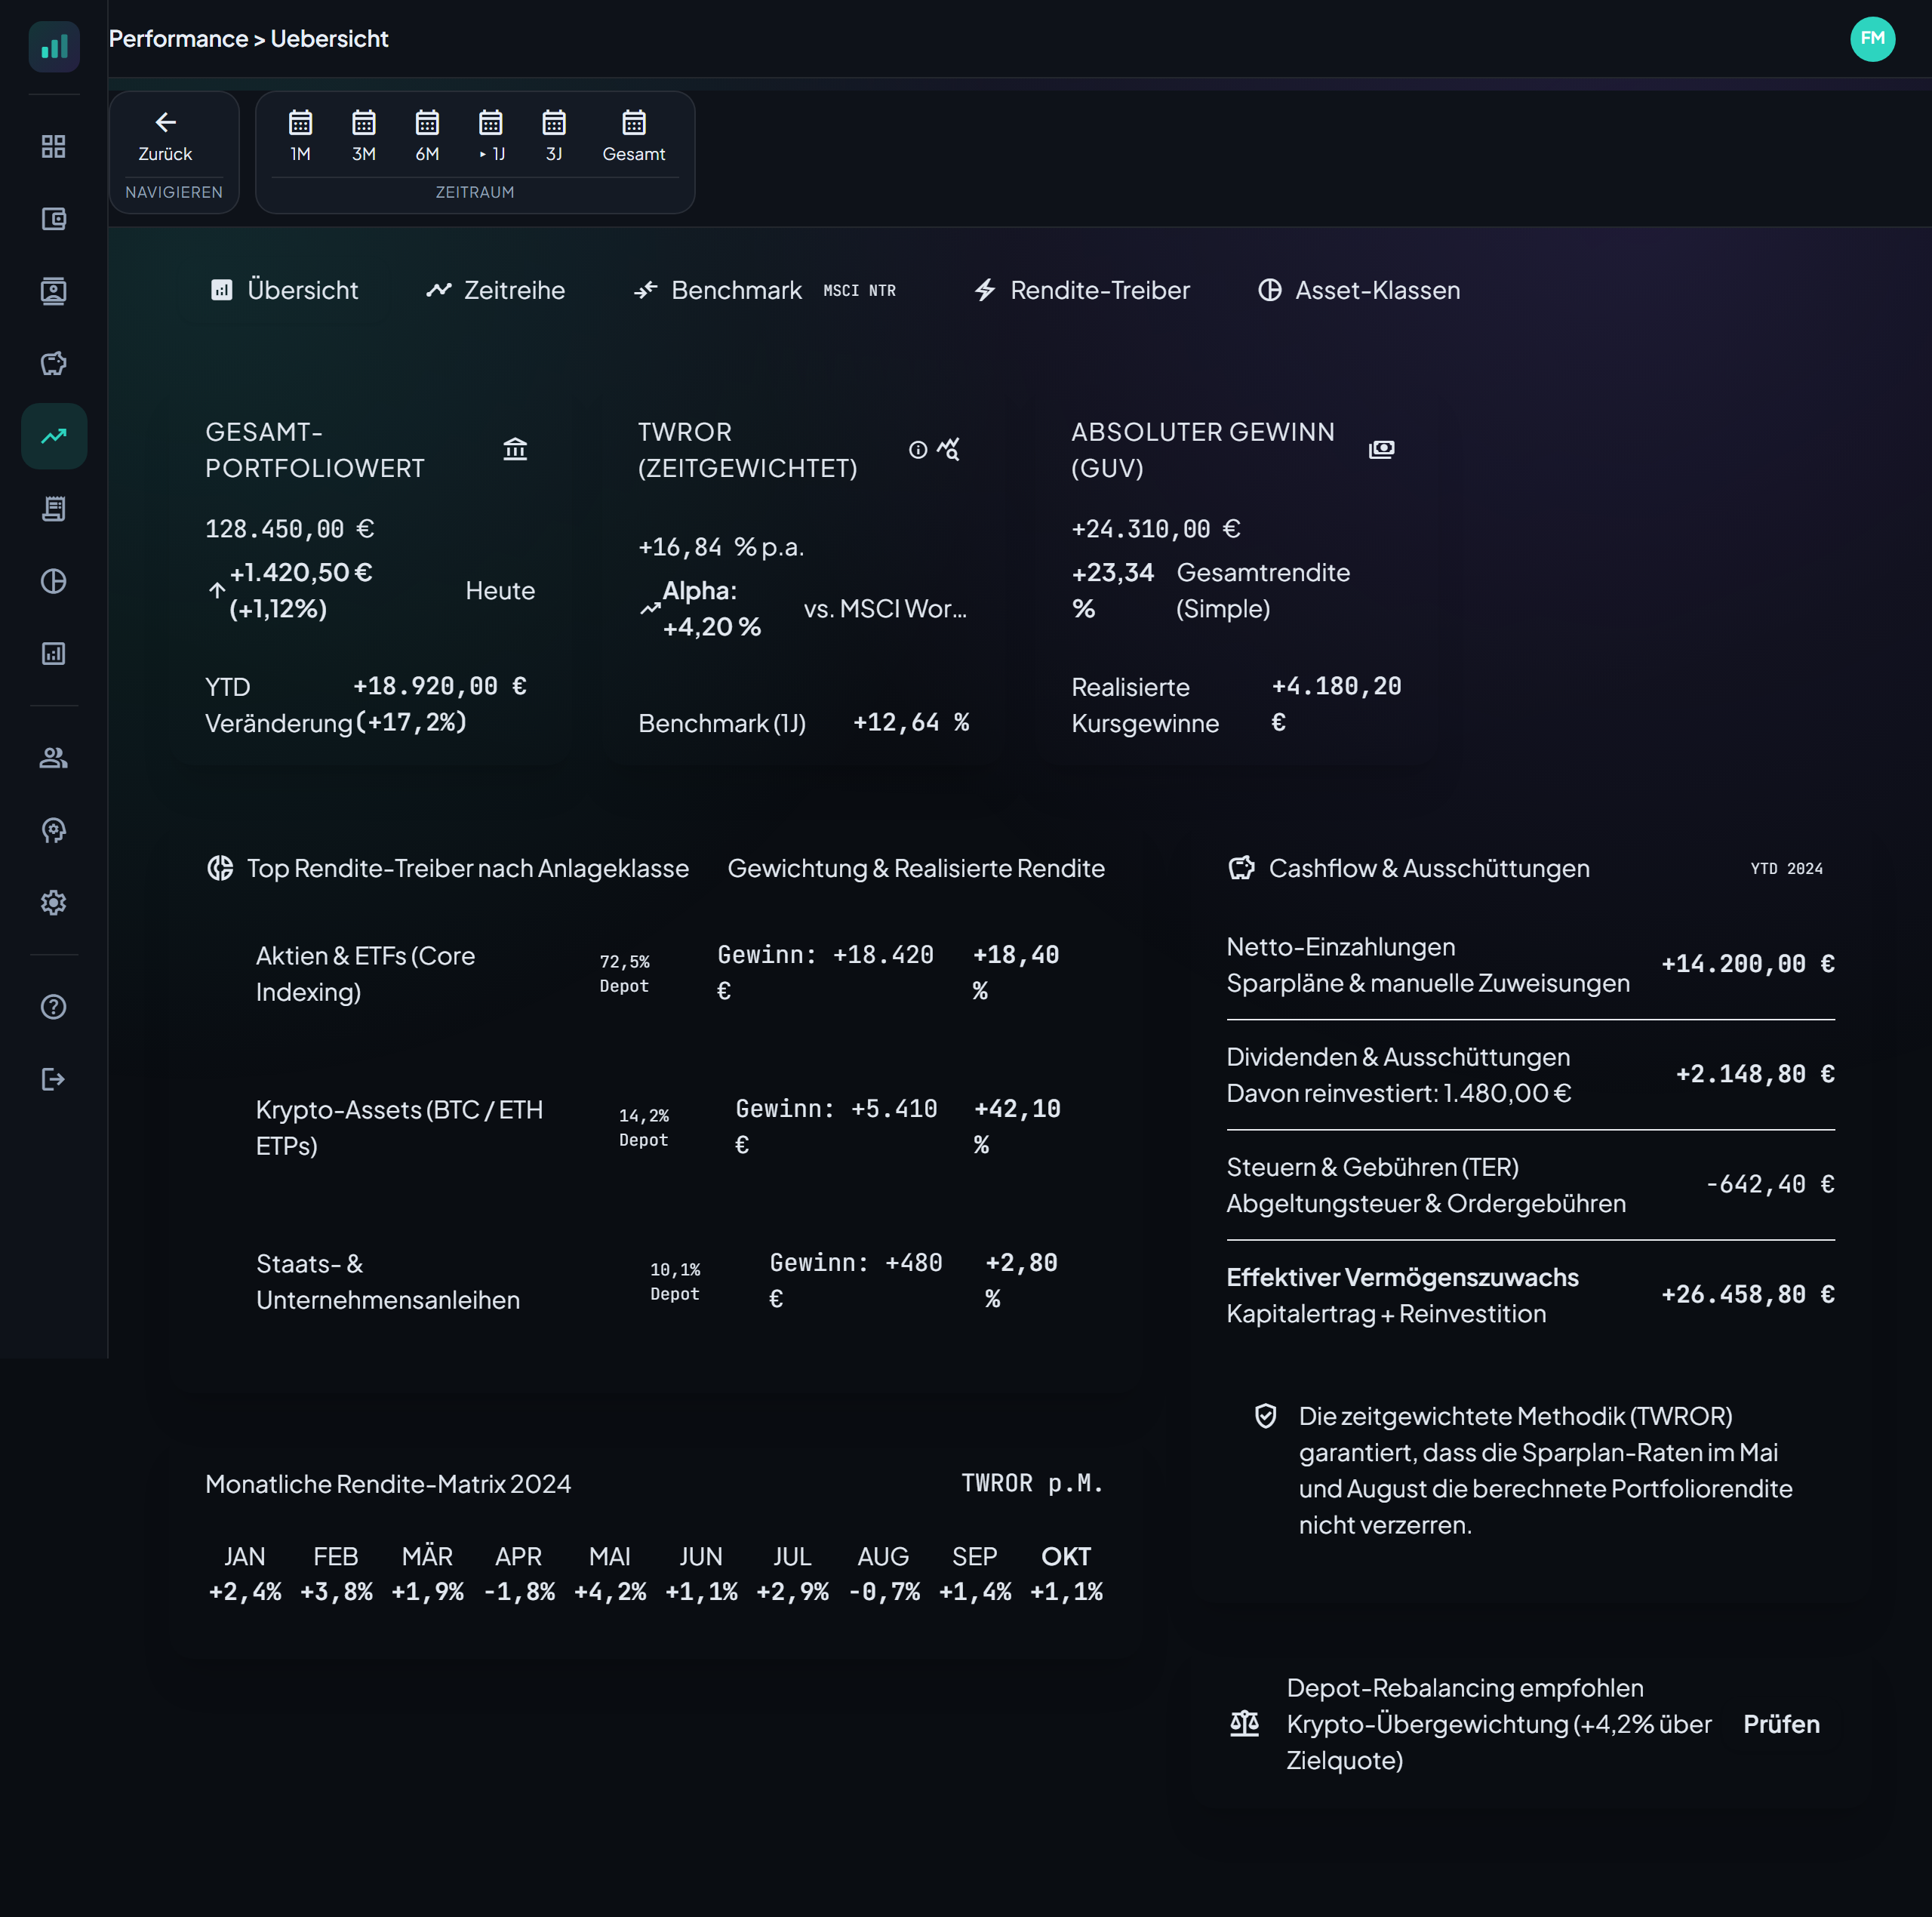 Performance > Uebersicht
FM
Zurück
NAVIGIEREN
1M
3M
6M
‣ 1J
3J
Gesamt
ZEITRAUM
Übersicht
Zeitreihe
Benchmark MSCI NTR
Rendite-Treiber
Asset-Klassen
GESAMT-
PORTFOLIOWERT
128.450,00 €
+1.420,50 €
(+1,12%)
Heute
YTD
Veränderung
+18.920,00 €
(+17,2%)
TWROR
(ZEITGEWICHTET)
+16,84 % p.a.
Alpha:
+4,20 %
vs. MSCI Wor...
Benchmark (1J)
+12,64 %
ABSOLUTER GEWINN
(GUV)
+24.310,00 €
+23,34
%
Gesamtrendite
(Simple)
Realisierte
Kursgewinne
+4.180,20
€
Top Rendite-Treiber nach Anlageklasse
Gewichtung & Realisierte Rendite
Aktien & ETFs (Core
Indexing)
72,5%
Depot
Gewinn: +18.420
€
+18,40
%
Krypto-Assets (BTC / ETH
ETPs)
14,2%
Depot
Gewinn: +5.410
€
+42,10
%
Staats- &
Unternehmensanleihen
10,1%
Depot
Gewinn: +480
€
+2,80
%
Monatliche Rendite-Matrix 2024
TWROR p.M.
JAN FEB MÄR APR MAI JUN JUL AUG SEP OKT
+2,4% +3,8% +1,9% -1,8% +4,2% +1,1% +2,9% -0,7% +1,4% +1,1%
Cashflow & Ausschüttungen
YTD 2024
Netto-Einzahlungen
Sparpläne & manuelle Zuweisungen
+14.200,00 €
Dividenden & Ausschüttungen
Davon reinvestiert: 1.480,00 €
+2.148,80 €
Steuern & Gebühren (TER)
Abgeltungsteuer & Ordergebühren
-642,40 €
Effektiver Vermögenszuwachs
Kapitalertrag + Reinvestition
+26.458,80 €
Die zeitgewichtete Methodik (TWROR)
garantiert, dass die Sparplan-Raten im Mai
und August die berechnete Portfoliorendite
nicht verzerren.
Depot-Rebalancing empfohlen
Krypto-Übergewichtung (+4,2% über
Zielquote)
Prüfen